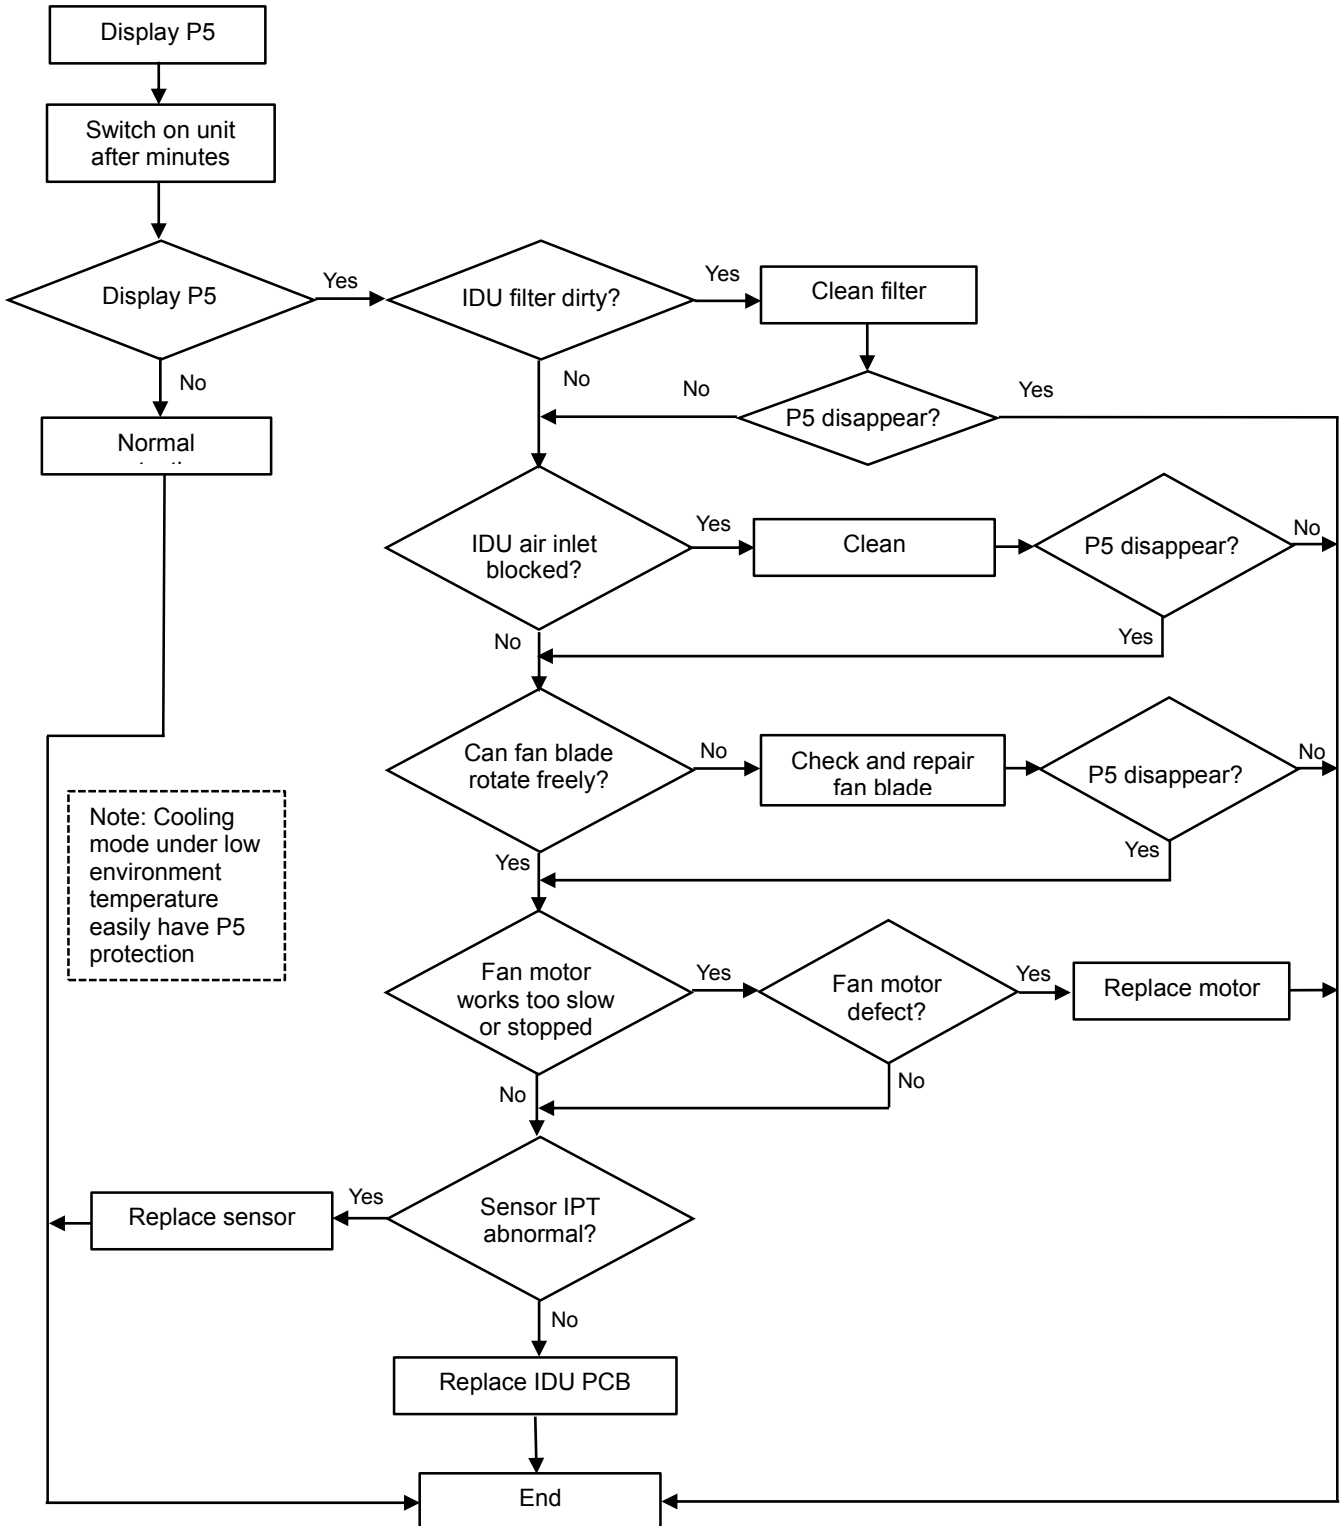 Display P5
Switch on unit
after minutes
Display P5
Yes
No
Normal
IDU filter dirty?
Yes
No
Clean filter
P5 disappear?
No
Yes
IDU air inlet
blocked?
Yes
No
Clean
P5 disappear?
No
Yes
Can fan blade
rotate freely?
No
Yes
Check and repair
fan blade
P5 disappear?
No
Yes
Note: Cooling
mode under low
environment
temperature
easily have P5
protection
Fan motor
works too slow
or stopped
Yes
No
Fan motor
defect?
Yes
No
Replace motor
Sensor IPT
abnormal?
Yes
No
Replace sensor
Replace IDU PCB
End